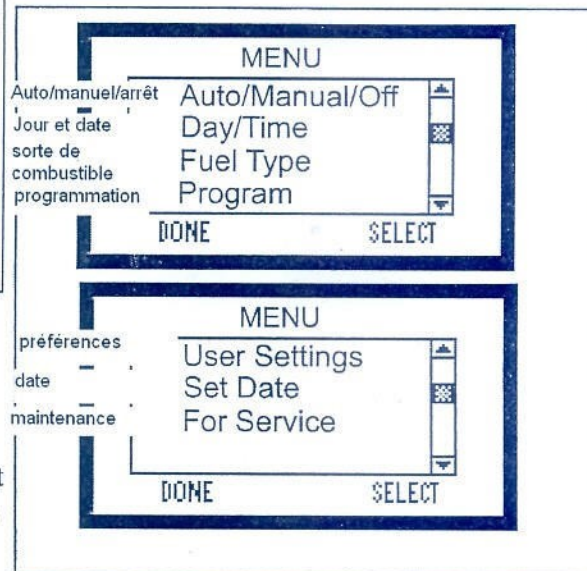 MENU
Auto/manuel/arrêt Auto/Manual/Off
Jour et date Day/Time
sorte de
combustible Fuel Type
programmation Program
DONE SELECT
MENU
préférences User Settings
date Set Date
maintenance For Service
DONE SELECT
t